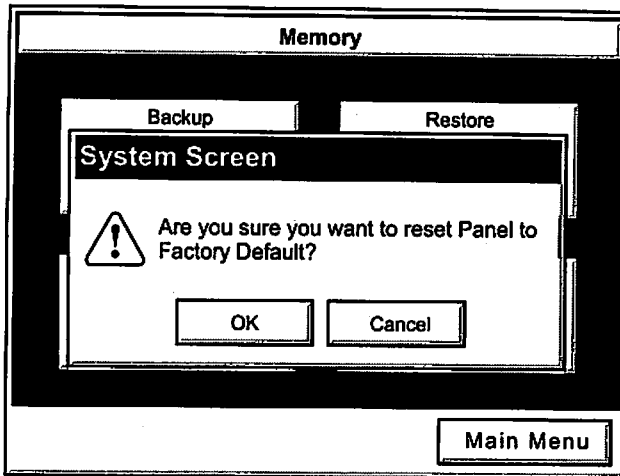 Memory
Backup
Restore
System Screen
Are you sure you want to reset Panel to
Factory Default?
OK
Cancel
Main Menu